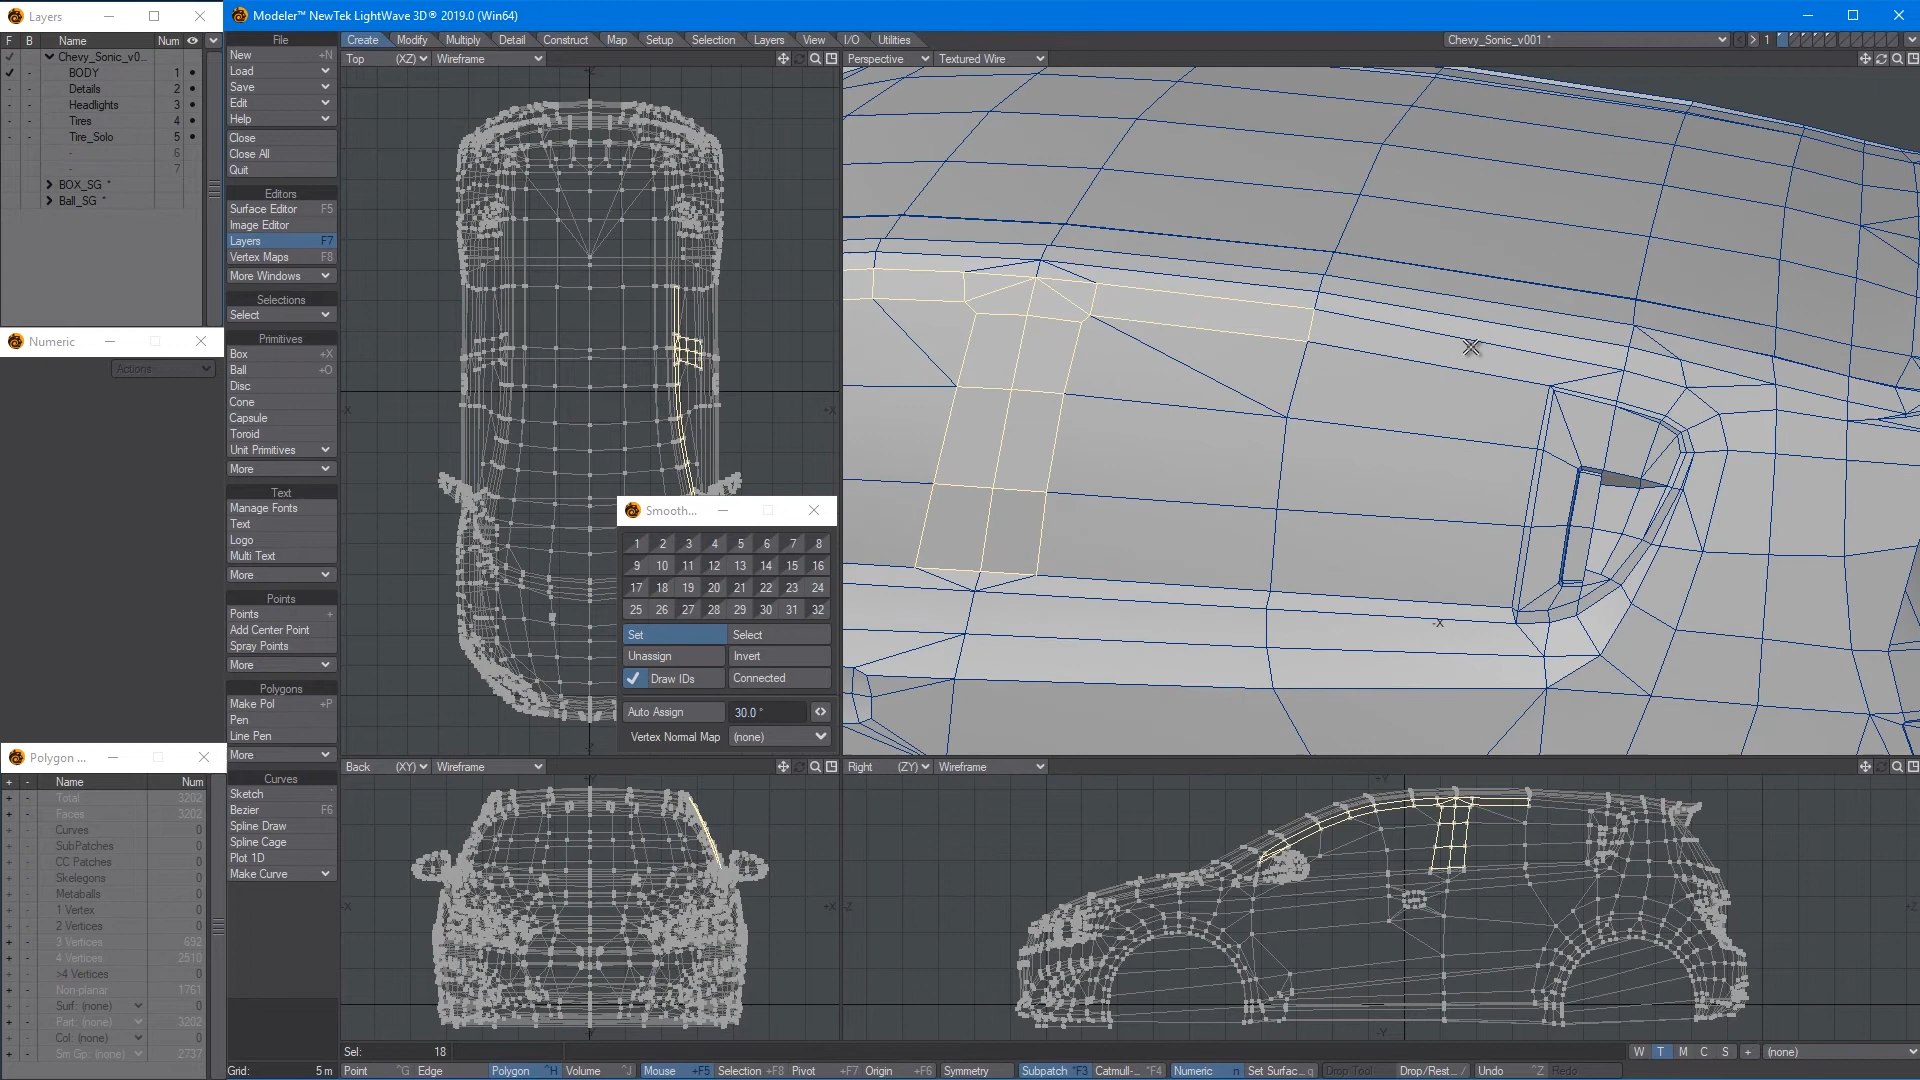 Layers
Modeler™ NewTek LightWave 3D® 2019.0 (Win64)
F B Name Num
File
Create Modify Multiply Detail Construct Map Setup Selection Layers View I/O Utilities
Chevy_Sonic_v001 *
1
Chevy_Sonic_v0...
BODY 1
Details 2
Headlights 3
Tires 4
Tire_Solo 5
- 6
- 7
BOX_SG *
Ball_SG *
New +N
Load
Save
Edit
Help
Close
Close All
Quit
Editors
Surface Editor F5
Image Editor
Layers F7
Vertex Maps F8
More Windows
Selections
Select
Primitives
Box +X
Ball +O
Disc
Cone
Capsule
Toroid
Unit Primitives
More
Text
Manage Fonts
Text
Logo
Multi Text
More
Points
Points +
Add Center Point
Spray Points
More
Polygons
Make Pol +P
Pen
Line Pen
More
Curves
Sketch `
Bezier F6
Spline Draw
Spline Cage
Plot 1D
Make Curve
Top (XZ) Wireframe
Perspective Textured Wire
-X
Numeric
Actions
Smooth...
1 2 3 4 5 6 7 8
9 10 11 12 13 14 15 16
17 18 19 20 21 22 23 24
25 26 27 28 29 30 31 32
Set Select
Unassign Invert
Draw IDs Connected
Auto Assign 30.0 °
Vertex Normal Map (none)
Polygon ...
+ - Name Num
+ - Total 3202
+ - Faces 3202
+ - Curves 0
+ - SubPatches 0
+ - CC Patches 0
+ - Skelegons 0
+ - Metaballs 0
+ - 1 Vertex 0
+ - 2 Vertices 0
+ - 3 Vertices 692
+ - 4 Vertices 2510
+ - >4 Vertices 0
+ - Non-planar 1761
+ - Surf: (none) 0
+ - Part: (none) 3202
+ - Col: (none) 0
+ - Sm Gp: (none) 2737
Back (XY) Wireframe
Right (ZY) Wireframe
Sel: 18
W T M C S + (none)
Grid: 5 m
Point ^G Edge Polygon ^H Volume ^J Mouse +F5 Selection +F8 Pivot +F7 Origin +F6 Symmetry Subpatch ^F3 Catmull-.. ^F4 Numeric n Set Surfac.. q Drop Tool Drop/Rest... / Undo ^Z Redo